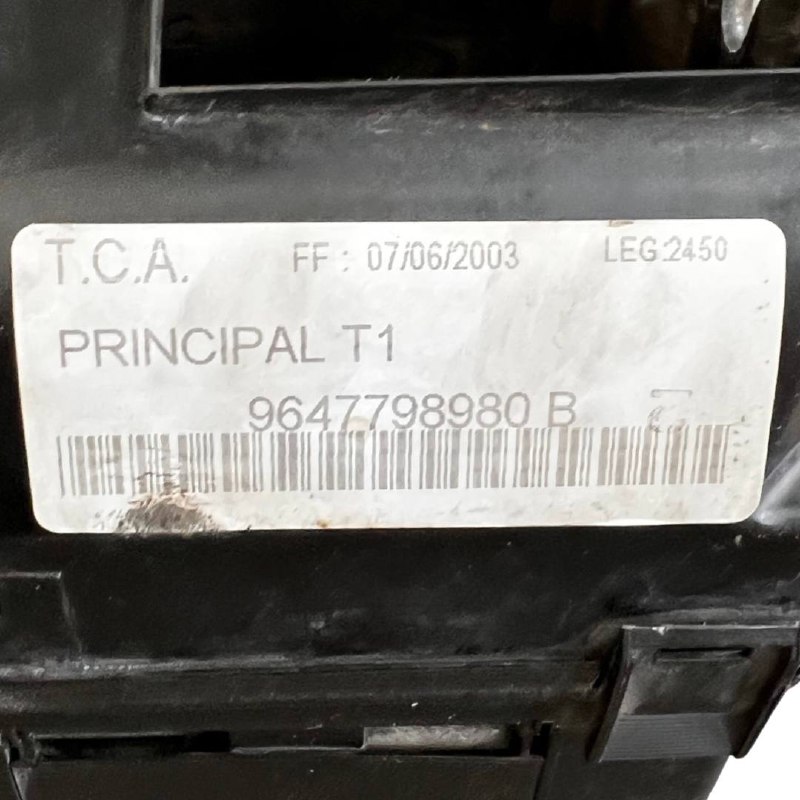 T.C.A. FF : 07/06/2003 LEG:2450
PRINCIPAL T1
9647798980 B